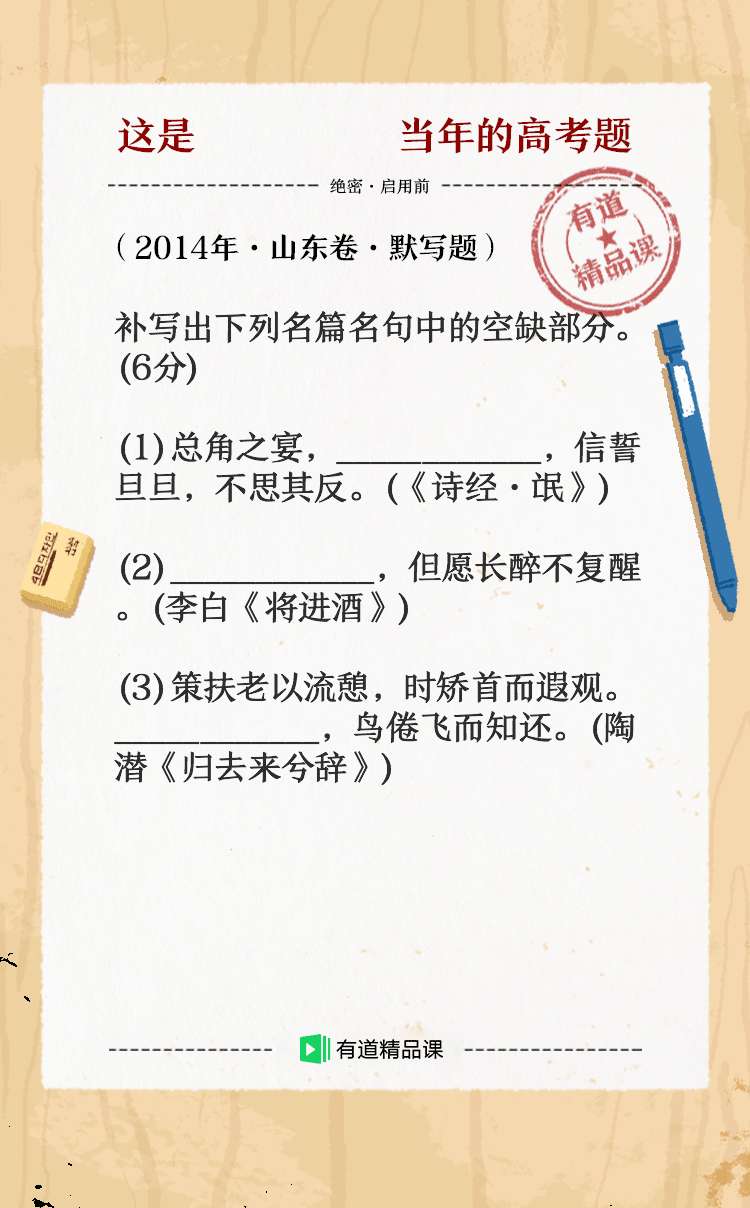 这是 当年的高考题
绝密·启用前
有道
精品课
（2014年·山东卷·默写题）
补写出下列名篇名句中的空缺部分。
(6分)
(1)总角之宴，____________，信誓
旦旦，不思其反。(《诗经·氓》)
(2)____________，但愿长醉不复醒
。(李白《将进酒》)
(3)策扶老以流憩，时矫首而遐观。
____________，鸟倦飞而知还。(陶
潜《归去来兮辞》)
有道精品课